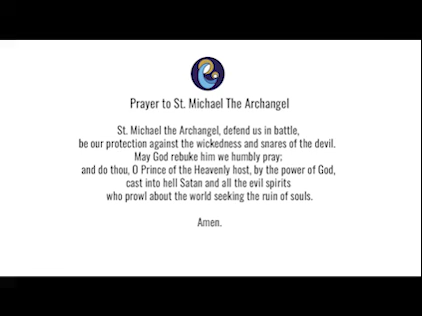 Prayer to St. Michael The Archangel
St. Michael the Archangel, defend us in battle,
be our protection against the wickedness and snares of the devil.
May God rebuke him we humbly pray;
and do thou, O Prince of the Heavenly host, by the power of God,
cast into hell Satan and all the evil spirits
who prowl about the world seeking the ruin of souls.
Amen.